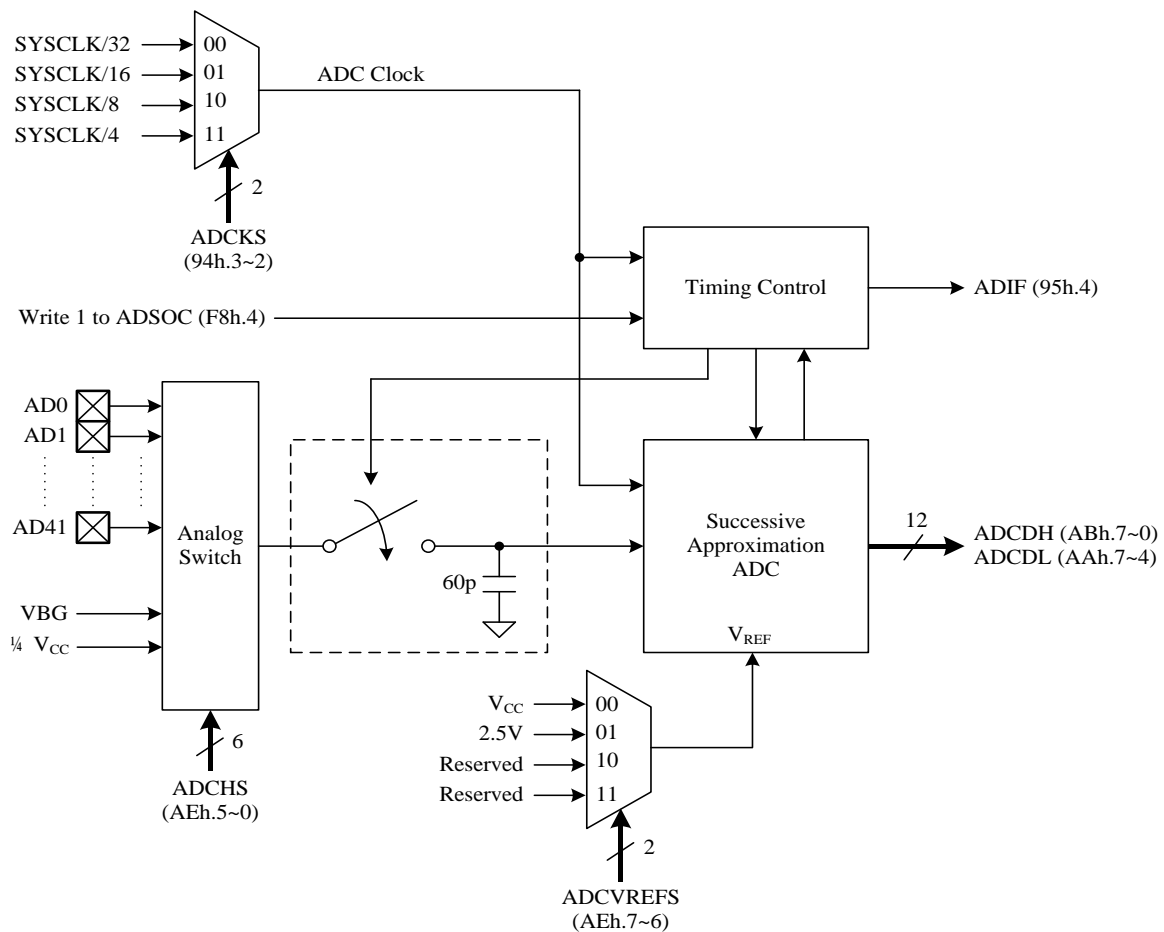 SYSCLK/32
00
SYSCLK/16
01
ADC Clock
SYSCLK/8
10
SYSCLK/4
11
2
ADCKS
(94h.3~2)
Timing Control
ADIF (95h.4)
Write 1 to ADSOC (F8h.4)
AD0
AD1
AD41
Analog
Switch
VBG
¼ VCC
60p
Successive
Approximation
ADC
VREF
12
ADCDH (ABh.7~0)
ADCDL (AAh.7~4)
6
ADCHS
(AEh.5~0)
VCC
00
2.5V
01
Reserved
10
Reserved
11
2
ADCVREFS
(AEh.7~6)